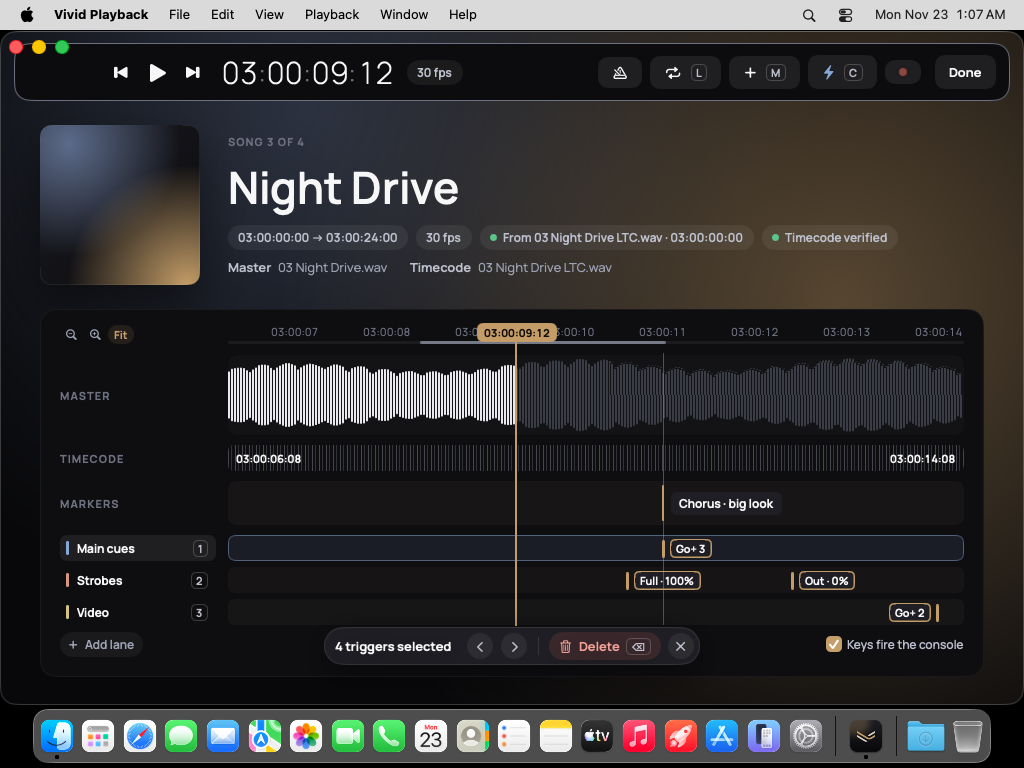 Vivid Playback File Edit View Playback Window Help Mon Nov 23 1:07 AM
03:00:09:12 30 fps L M C Done
SONG 3 OF 4
Night Drive
03:00:00:00 → 03:00:24:00 30 fps From 03 Night Drive LTC.wav · 03:00:00:00 Timecode verified
Master 03 Night Drive.wav Timecode 03 Night Drive LTC.wav
Fit 03:00:07 03:00:08 03:00:09:12 03:00:11 03:00:12 03:00:13 03:00:14
MASTER
TIMECODE 03:00:06:08 03:00:14:08
MARKERS Chorus · big look
Main cues 1 Go+ 3
Strobes 2 Full · 100% Out · 0%
Video 3 Go+ 2
+ Add lane 4 triggers selected Delete Keys fire the console
Mon
23
tv